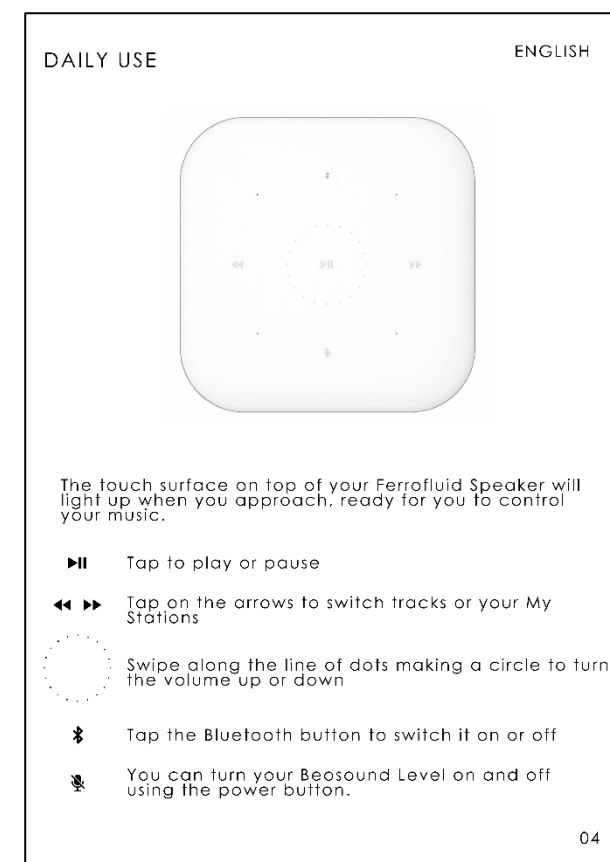 DAILY USE
ENGLISH
The touch surface on top of your Ferrofluid Speaker will
light up when you approach, ready for you to control
your music.
Tap to play or pause
Tap on the arrows to switch tracks or your My
Stations
Swipe along the line of dots making a circle to turn
the volume up or down
Tap the Bluetooth button to switch it on or off
You can turn your Beosound Level on and off
using the power button.
04